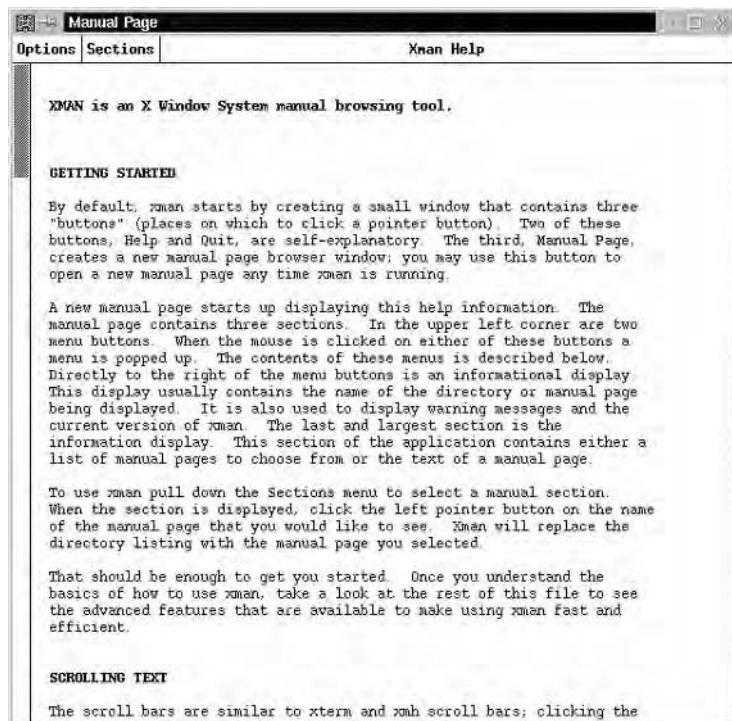 Manual Page
Options Sections Xman Help
XMAN is an X Window System manual browsing tool.
GETTING STARTED
By default, xman starts by creating a small window that contains three
"buttons" (places on which to click a pointer button). Two of these
buttons, Help and Quit, are self-explanatory. The third, Manual Page,
creates a new manual page browser window; you may use this button to
open a new manual page any time xman is running.
A new manual page starts up displaying this help information. The
manual page contains three sections. In the upper left corner are two
menu buttons. When the mouse is clicked on either of these buttons a
menu is popped up. The contents of these menus is described below.
Directly to the right of the menu buttons is an informational display.
This display usually contains the name of the directory or manual page
being displayed. It is also used to display warning messages and the
current version of xman. The last and largest section is the
information display. This section of the application contains either a
list of manual pages to choose from or the text of a manual page.
To use xman pull down the Sections menu to select a manual section.
When the section is displayed, click the left pointer button on the name
of the manual page that you would like to see. Xman will replace the
directory listing with the manual page you selected.
That should be enough to get you started. Once you understand the
basics of how to use xman, take a look at the rest of this file to see
the advanced features that are available to make using xman fast and
efficient.
SCROLLING TEXT
The scroll bars are similar to xterm and xmh scroll bars; clicking the